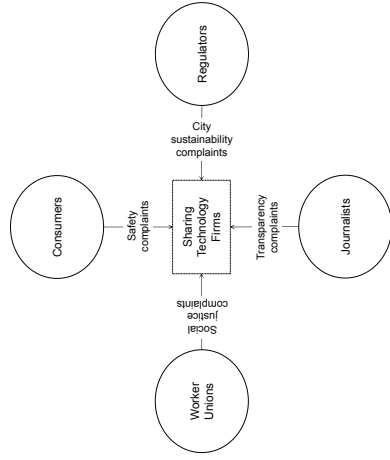 Worker
Unions
Social
justice
complaints
Journalists
Transparency
complaints
Sharing
Technology
Firms
Safety
complaints
Consumers
City
sustainability
complaints
Regulators